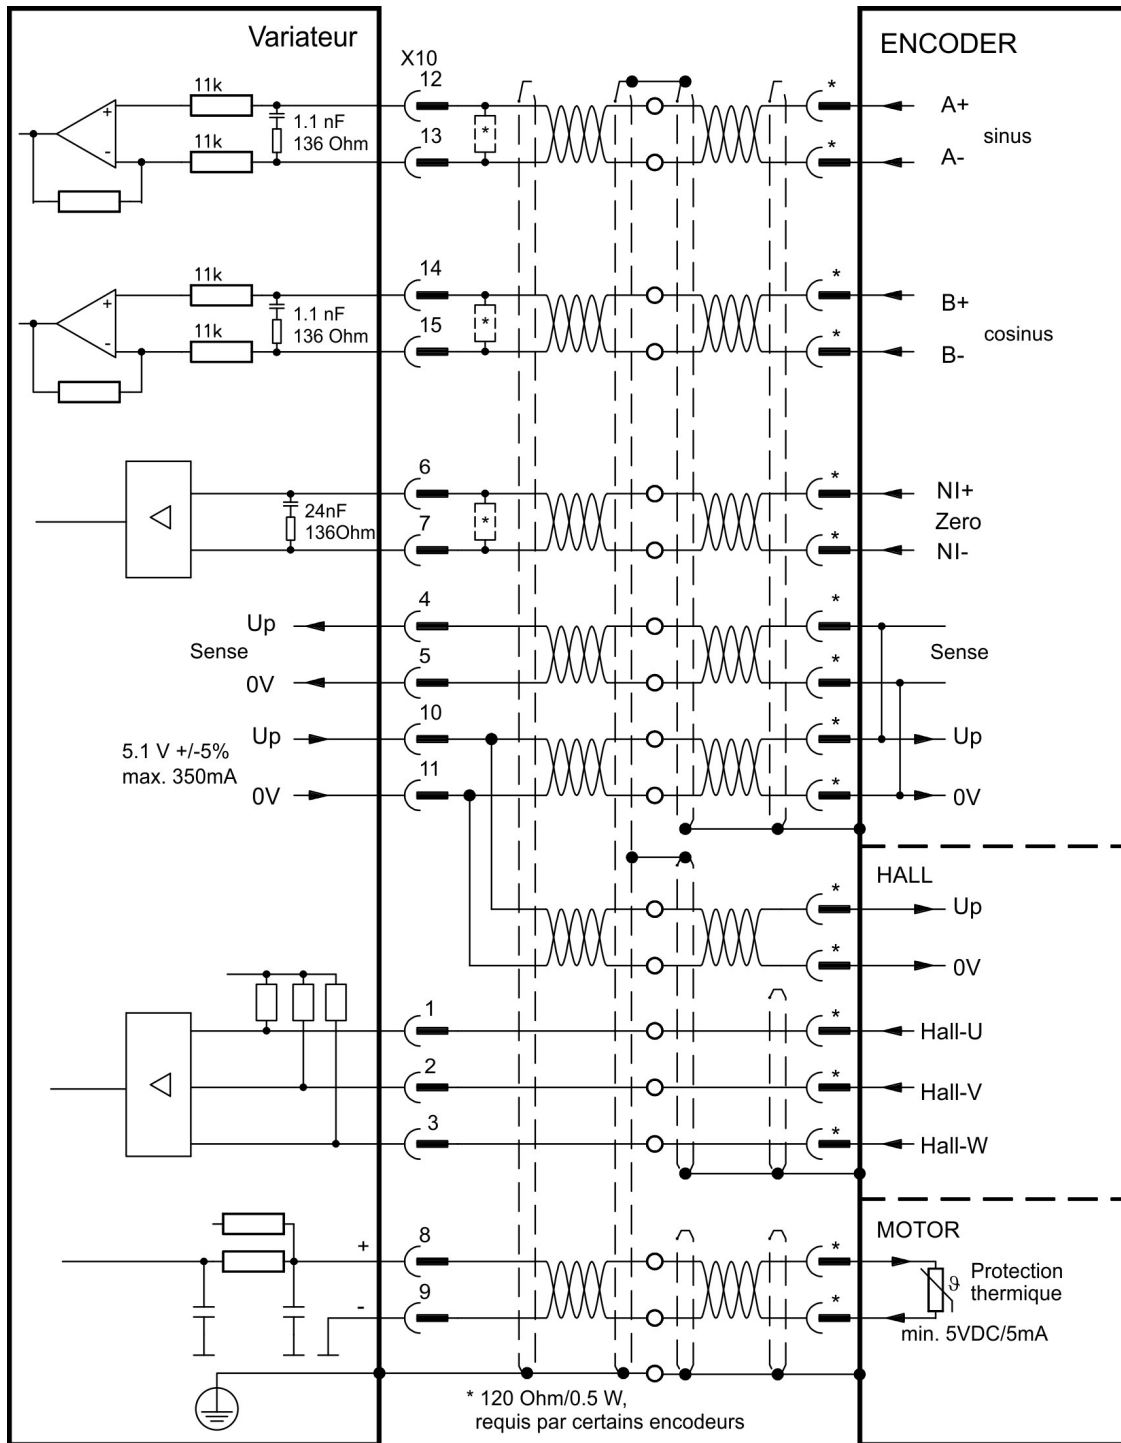 Variateur
X10
ENCODER
11k
12
*
A+
+
1.1 nF
136 Ohm
*
sinus
-
11k
13
*
A-
11k
14
*
B+
+
1.1 nF
136 Ohm
*
cosinus
-
11k
15
*
B-
6
*
NI+
24nF
136Ohm
*
Zero
7
*
NI-
Up
4
*
Sense
Sense
0V
5
*
5.1 V +/-5%
max. 350mA
Up
10
*
Up
0V
11
*
0V
HALL
*
Up
*
0V
1
*
Hall-U
2
*
Hall-V
3
*
Hall-W
MOTOR
+
8
*
ϑ
Protection
thermique
-
9
*
min. 5VDC/5mA
* 120 Ohm/0.5 W,
requis par certains encodeurs